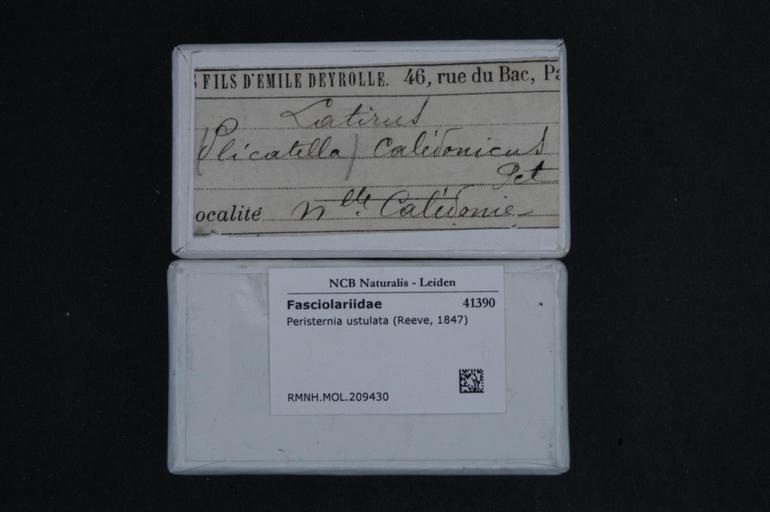 S FILS D'EMILE DEYROLLE. 46, rue du Bac, Pa
Latirus
(Plicatella) Calédonicus
Pet
ocalité Nlle. Calédonie
NCB Naturalis - Leiden
Fasciolariidae 41390
Peristernia ustulata (Reeve, 1847)
RMNH.MOL.209430